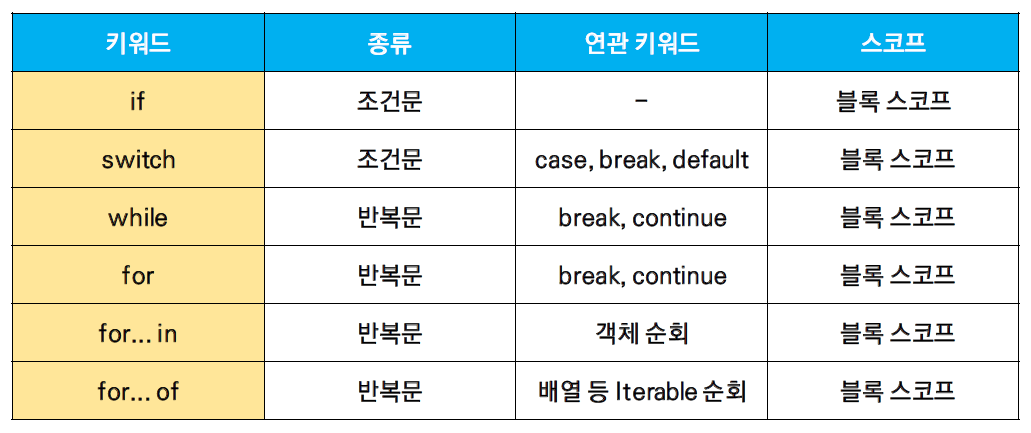 키워드 종류 연관 키워드 스코프
if 조건문 - 블록 스코프
switch 조건문 case, break, default 블록 스코프
while 반복문 break, continue 블록 스코프
for 반복문 break, continue 블록 스코프
for... in 반복문 객체 순회 블록 스코프
for... of 반복문 배열 등 Iterable 순회 블록 스코프